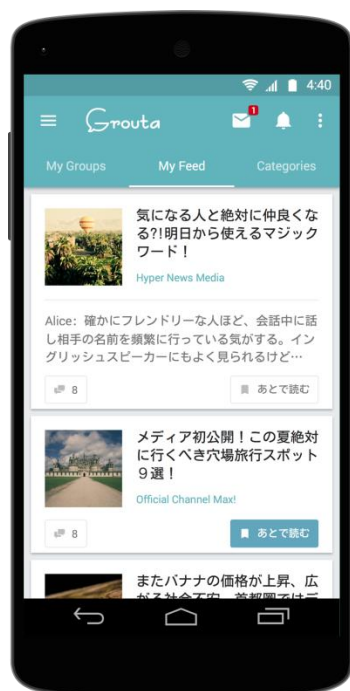 4:40
Grouta
1
My Groups My Feed Categories
気になる人と絶対に仲良くな
る?!明日から使えるマジック
ワード！
Hyper News Media
Alice: 確かにフレンドリーな人ほど、会話中に話
し相手の名前を頻繁に行っている気がする。イン
グリッシュスピーカーにもよく見られるけど…
8 あとで読む
メディア初公開！この夏絶対
に行くべき穴場旅行スポット
９選！
Official Channel Max!
8 あとで読む
またバナナの価格が上昇、広
がる社会不安、首都圏ではデ